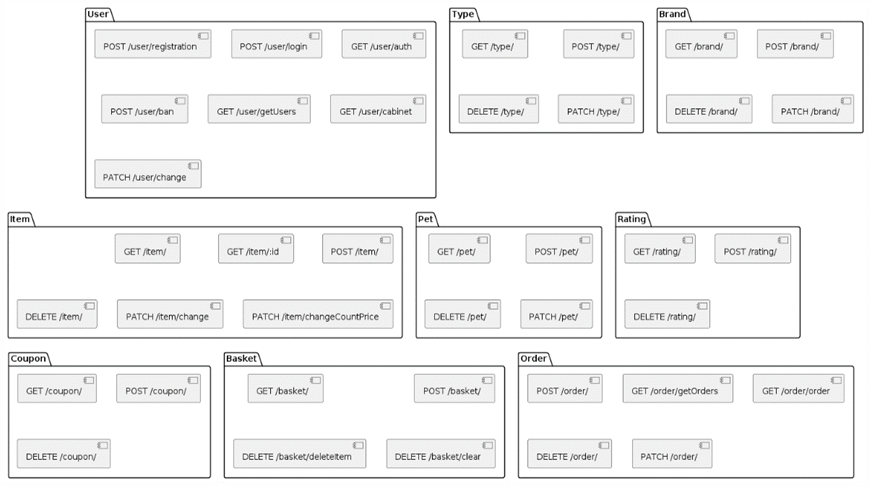 User
POST /user/registration
POST /user/login
GET /user/auth
POST /user/ban
GET /user/getUsers
GET /user/cabinet
PATCH /user/change
Type
GET /type/
POST /type/
DELETE /type/
PATCH /type/
Brand
GET /brand/
POST /brand/
DELETE /brand/
PATCH /brand/
Item
GET /item/
GET /item/:id
POST /item/
DELETE /item/
PATCH /item/change
PATCH /item/changeCountPrice
Pet
GET /pet/
POST /pet/
DELETE /pet/
PATCH /pet/
Rating
GET /rating/
POST /rating/
DELETE /rating/
Coupon
GET /coupon/
POST /coupon/
DELETE /coupon/
Basket
GET /basket/
POST /basket/
DELETE /basket/deleteItem
DELETE /basket/clear
Order
POST /order/
GET /order/getOrders
GET /order/order
DELETE /order/
PATCH /order/